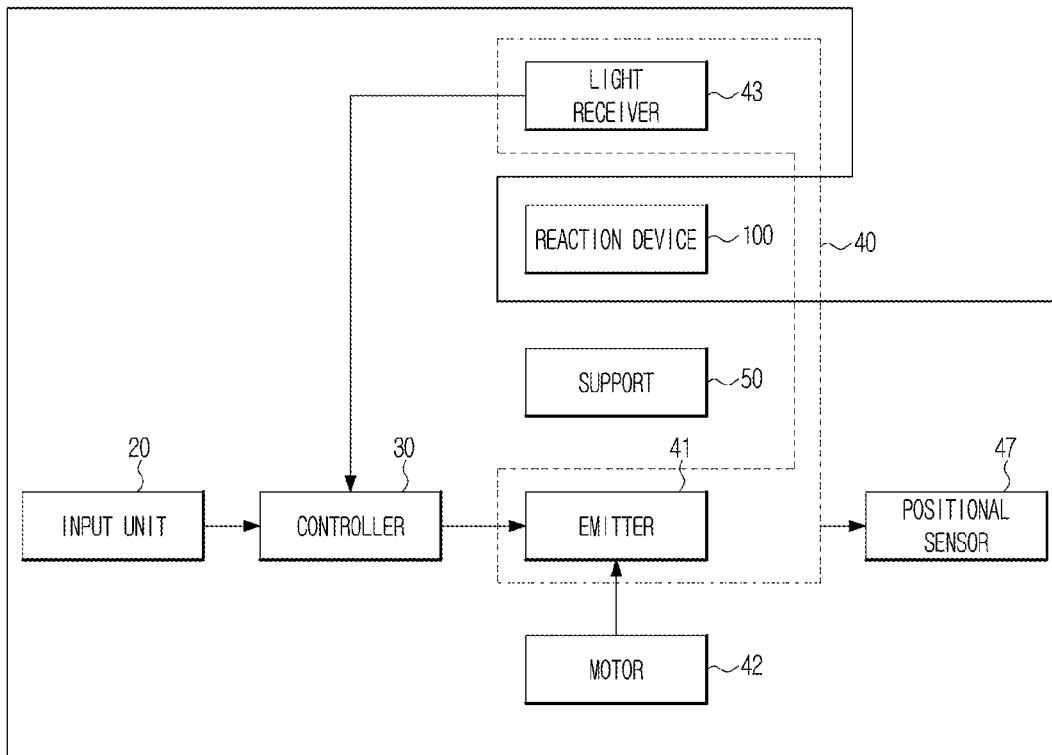 LIGHT
RECEIVER
43
REACTION DEVICE
100
40
SUPPORT
50
20
30
41
47
INPUT UNIT
CONTROLLER
EMITTER
POSITIONAL
SENSOR
MOTOR
42